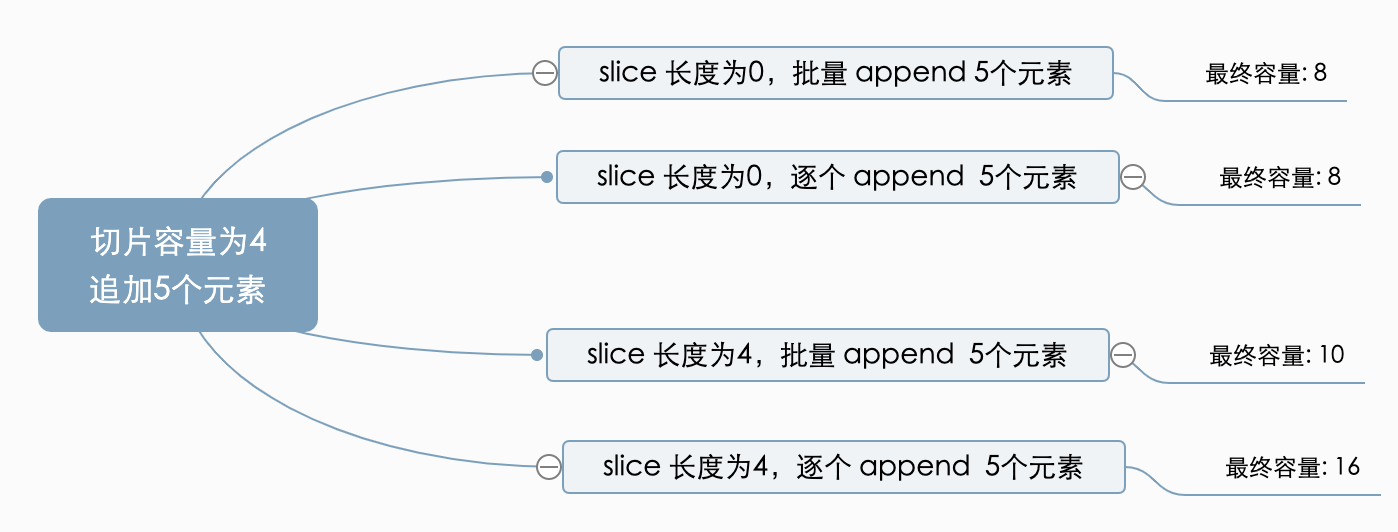 切片容量为4
追加5个元素
slice 长度为0，批量 append 5个元素
最终容量: 8
slice 长度为0，逐个 append 5个元素
最终容量: 8
slice 长度为4，批量 append 5个元素
最终容量: 10
slice 长度为4，逐个 append 5个元素
最终容量: 16